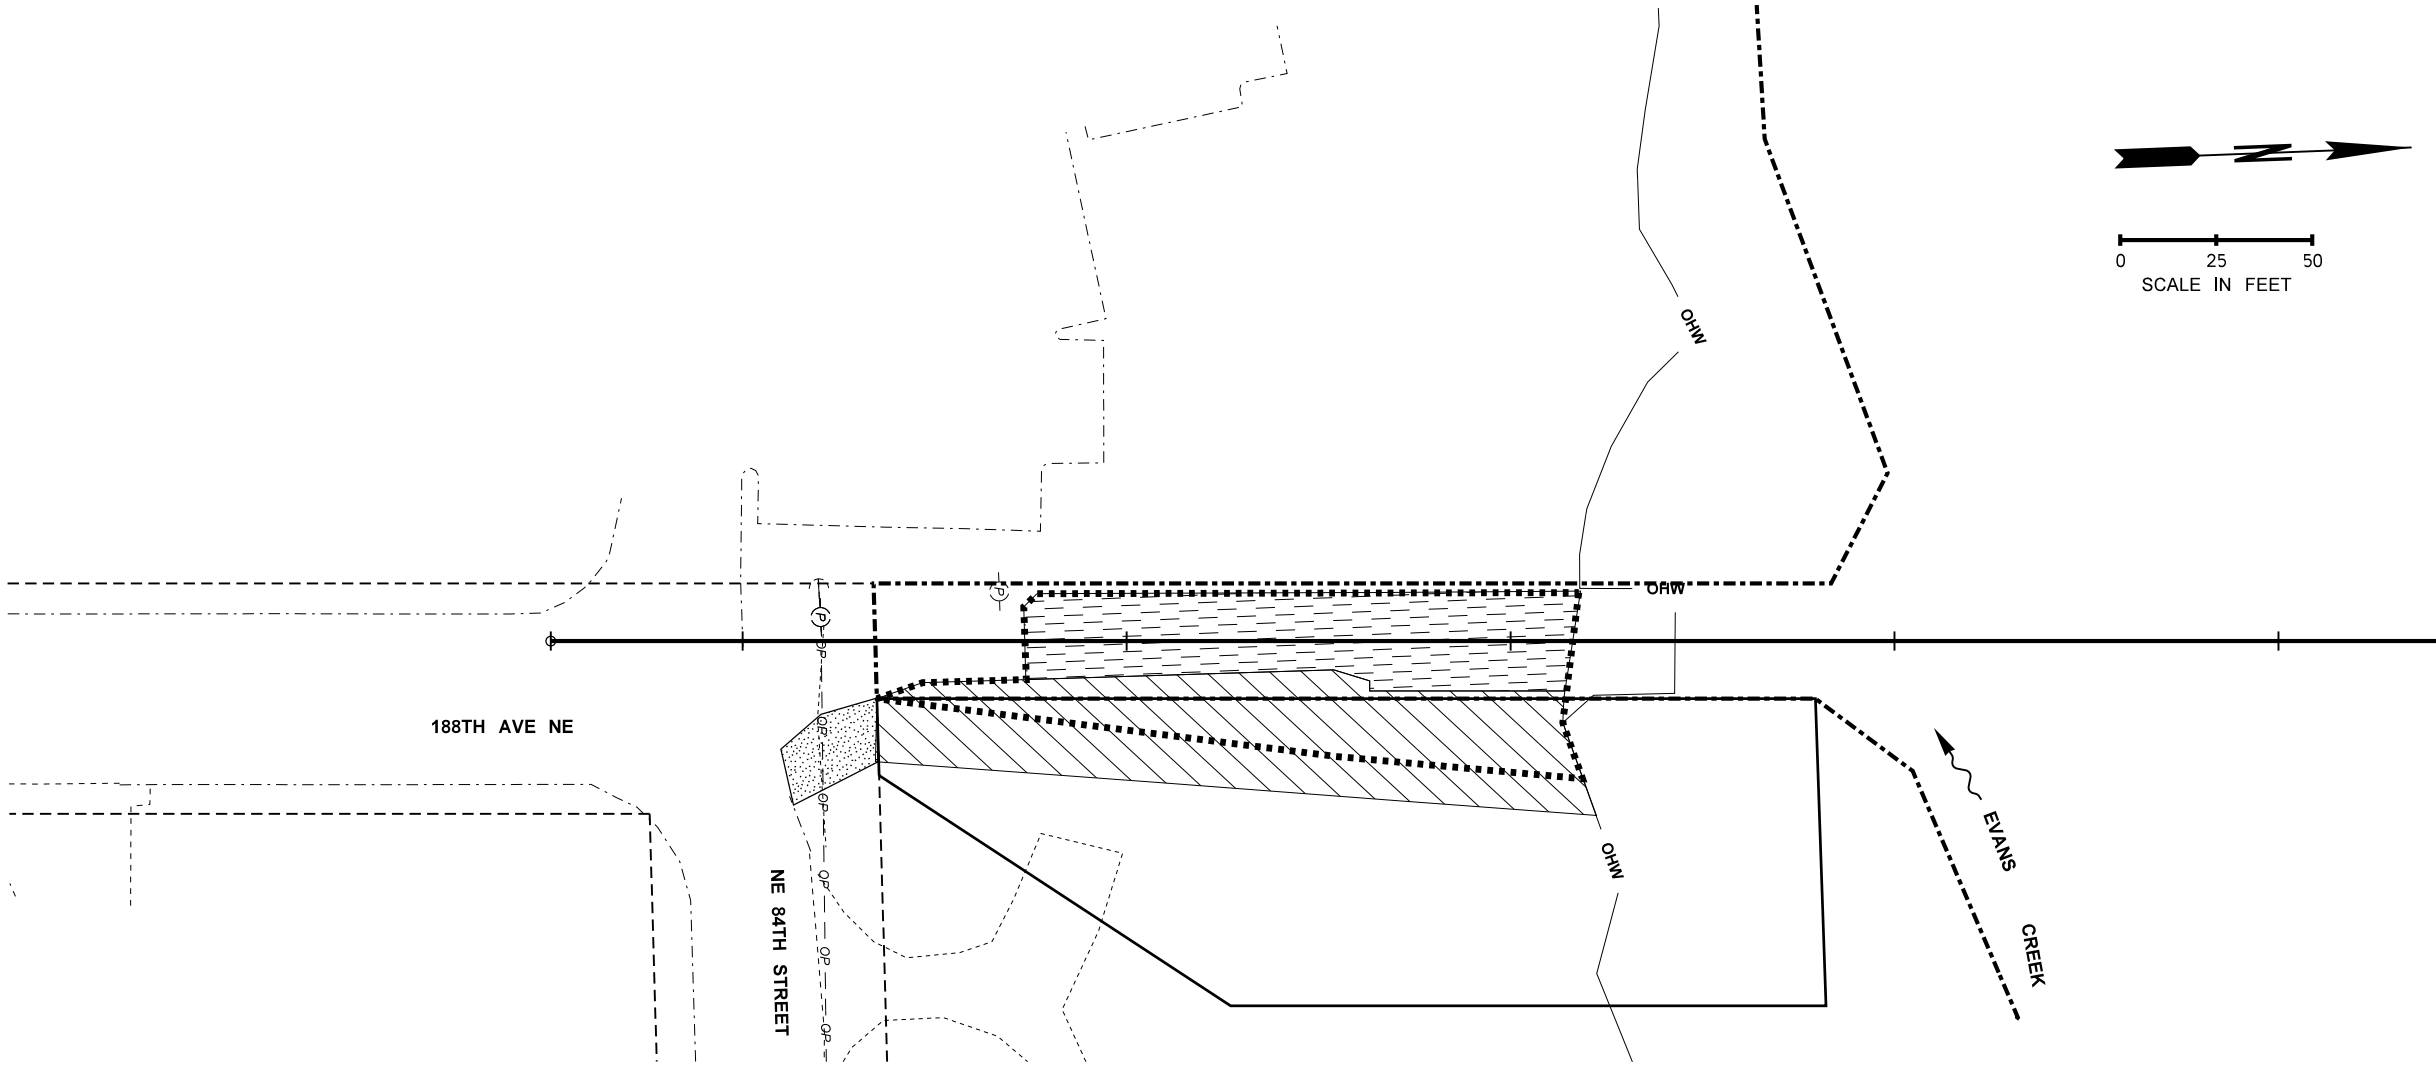 OHW
N
0 25 50
SCALE IN FEET
P
P
OHW
OP
OP
188TH AVE NE
OP
OHW
EVANS
CREEK
NE 84TH STREET
OP
OP
OP